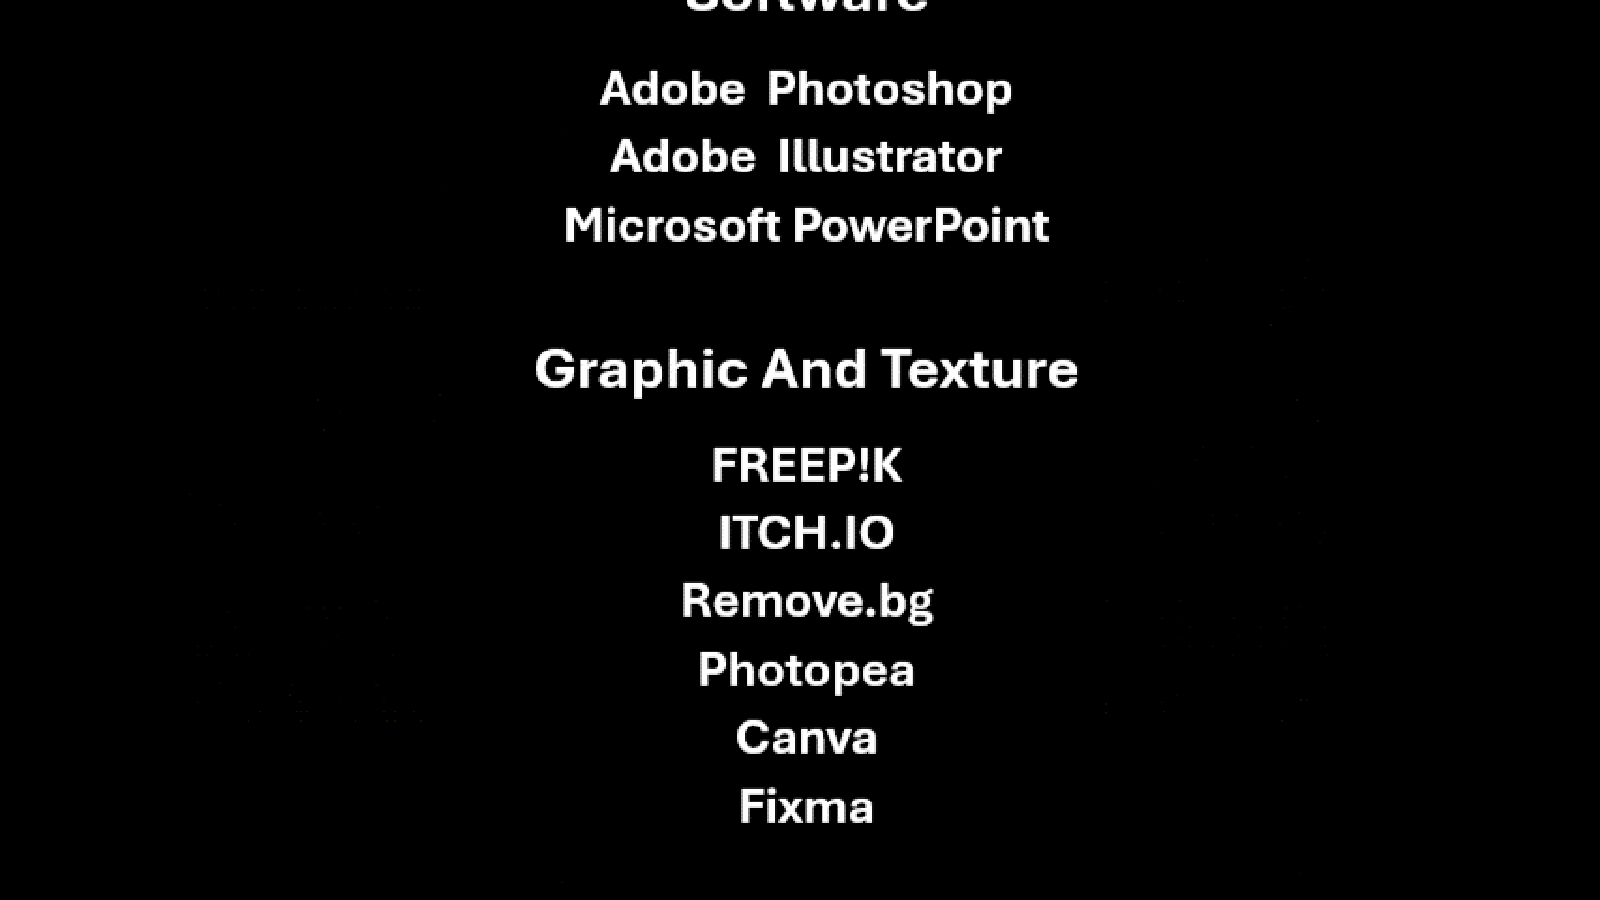 Software
Adobe Photoshop
Adobe Illustrator
Microsoft PowerPoint
Graphic And Texture
FREEP!K
ITCH.IO
Remove.bg
Photopea
Canva
Fixma